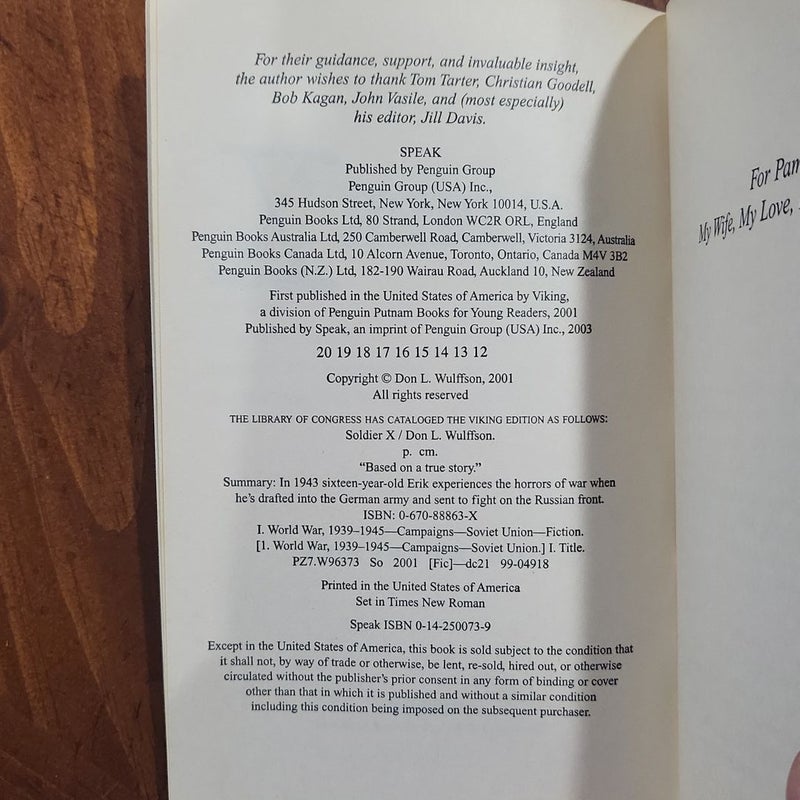 For their guidance, support, and invaluable insight,
the author wishes to thank Tom Tarter, Christian Goodell,
Bob Kagan, John Vasile, and (most especially)
his editor, Jill Davis.
SPEAK
Published by Penguin Group
Penguin Group (USA) Inc.,
345 Hudson Street, New York, New York 10014, U.S.A.
Penguin Books Ltd, 80 Strand, London WC2R ORL, England
Penguin Books Australia Ltd, 250 Camberwell Road, Camberwell, Victoria 3124, Australia
Penguin Books Canada Ltd, 10 Alcorn Avenue, Toronto, Ontario, Canada M4V 3B2
Penguin Books (N.Z.) Ltd, 182-190 Wairau Road, Auckland 10, New Zealand
First published in the United States of America by Viking,
a division of Penguin Putnam Books for Young Readers, 2001
Published by Speak, an imprint of Penguin Group (USA) Inc., 2003
20 19 18 17 16 15 14 13 12
Copyright © Don L. Wulffson, 2001
All rights reserved
THE LIBRARY OF CONGRESS HAS CATALOGED THE VIKING EDITION AS FOLLOWS:
Soldier X / Don L. Wulffson.
p. cm.
“Based on a true story.”
Summary: In 1943 sixteen-year-old Erik experiences the horrors of war when
he’s drafted into the German army and sent to fight on the Russian front.
ISBN: 0-670-88863-X
I. World War, 1939–1945—Campaigns—Soviet Union—Fiction.
[1. World War, 1939–1945—Campaigns—Soviet Union.] I. Title.
PZ7.W96373 So 2001 [Fic]—dc21 99-04918
Printed in the United States of America
Set in Times New Roman
Speak ISBN 0-14-250073-9
Except in the United States of America, this book is sold subject to the condition that
it shall not, by way of trade or otherwise, be lent, re-sold, hired out, or otherwise
circulated without the publisher’s prior consent in any form of binding or cover
other than that in which it is published and without a similar condition
including this condition being imposed on the subsequent purchaser.
For Pam
My Wife, My Love,